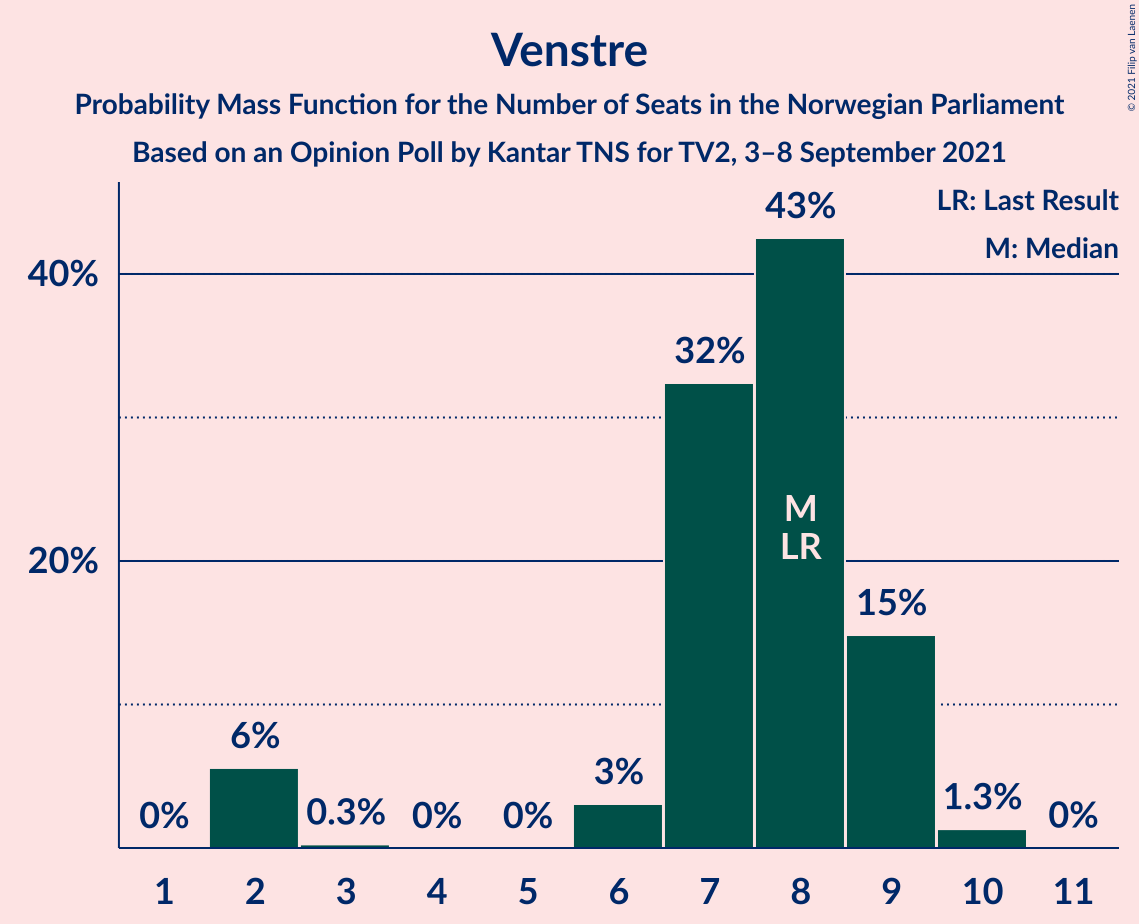 Venstre
Probability Mass Function for the Number of Seats in the Norwegian Parliament
Based on an Opinion Poll by Kantar TNS for TV2, 3–8 September 2021
© 2021 Filip van Laenen
LR: Last Result
M: Median
40%
20%
0%
6%
0.3%
0%
0%
3%
32%
43%
M
LR
15%
1.3%
0%
1 2 3 4 5 6 7 8 9 10 11